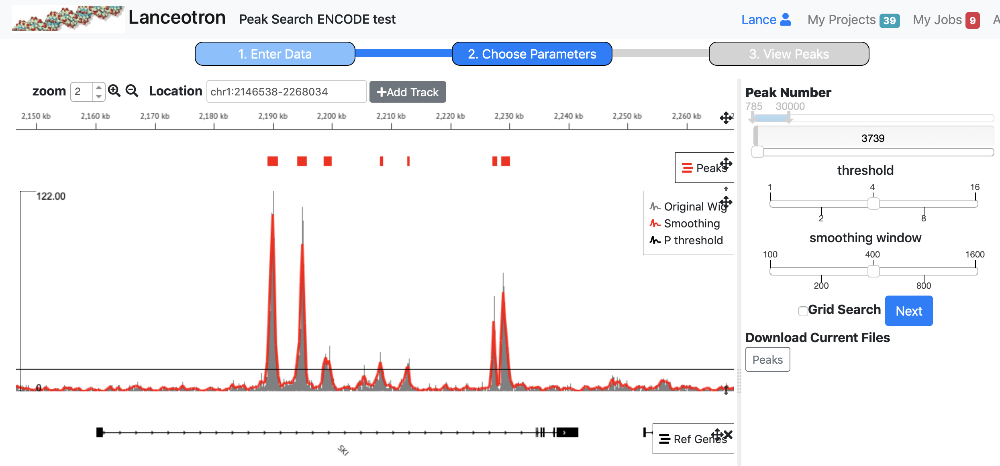 Lanceotron Peak Search ENCODE test Lance My Projects 39 My Jobs 9 A
1. Enter Data 2. Choose Parameters 3. View Peaks
zoom 2 Location chr1:2146538-2268034 +Add Track
2,150 kb 2,160 kb 2,170 kb 2,180 kb 2,190 kb 2,200 kb 2,210 kb 2,220 kb 2,230 kb 2,240 kb 2,250 kb 2,260 kb 2
Peaks
122.00
Original Wig
Smoothing
P threshold
0
SKI
Ref Genes
Peak Number
785 30000
3739
threshold
1 4 16
2 8
smoothing window
100 400 1600
200 800
Grid Search Next
Download Current Files
Peaks